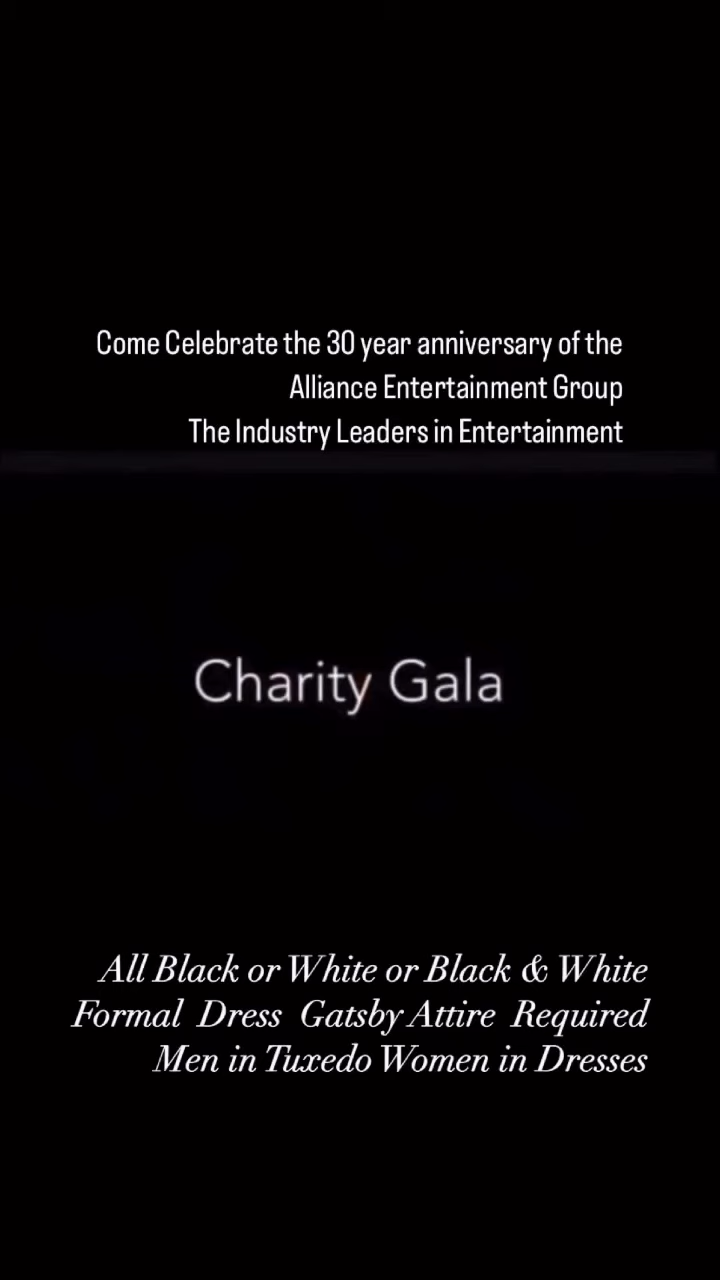 Come Celebrate the 30 year anniversary of the
Alliance Entertainment Group
The Industry Leaders in Entertainment
Charity Gala
All Black or White or Black & White
Formal Dress Gatsby Attire Required
Men in Tuxedo Women in Dresses